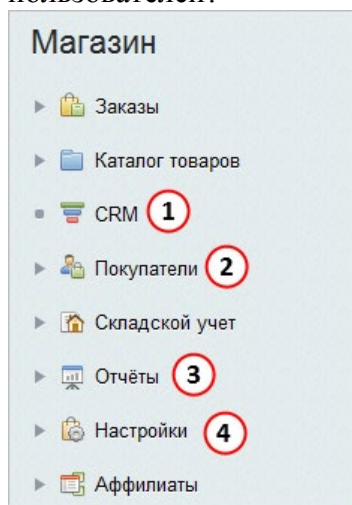 пользователей?
Магазин
Заказы
Каталог товаров
CRM 1
Покупатели 2
Складской учет
Отчёты 3
Настройки 4
Аффилиаты